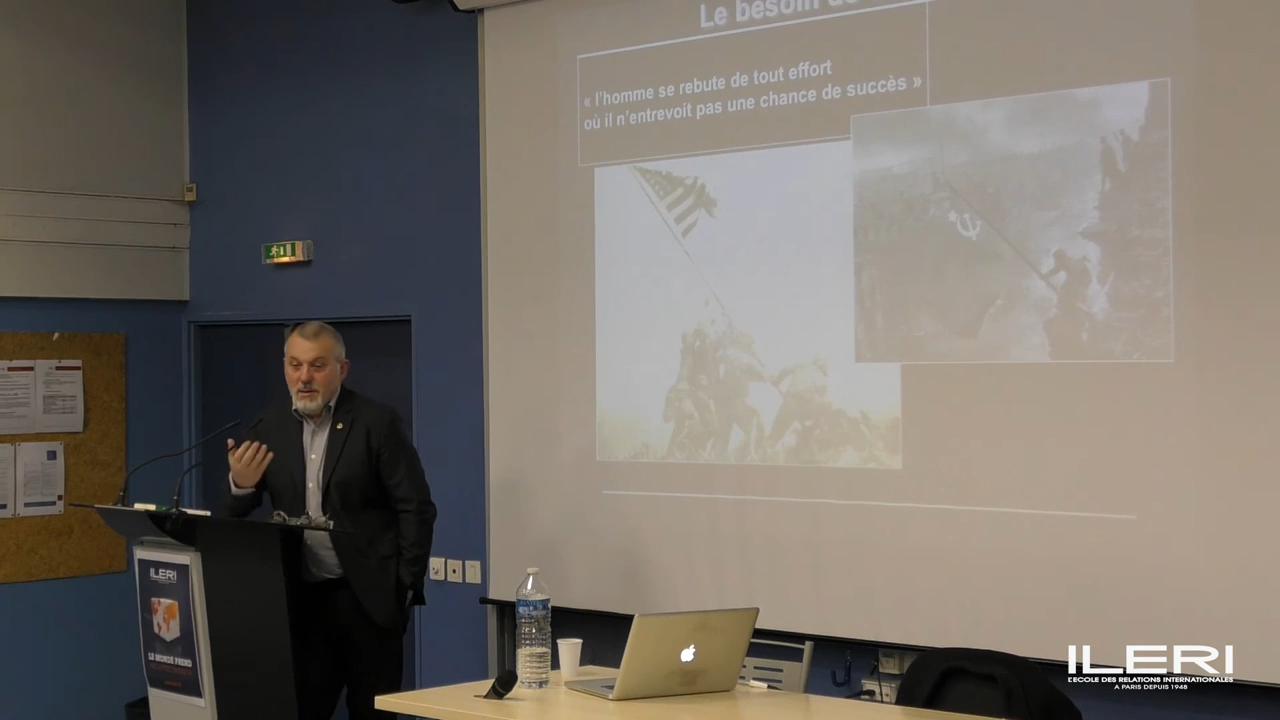 Le besoin de
« l'homme se rebute de tout effort
où il n'entrevoit pas une chance de succès »
ILERI
LE MONDE PREND
ILERI
L'ECOLE DES RELATIONS INTERNATIONALES
A PARIS DEPUIS 1948